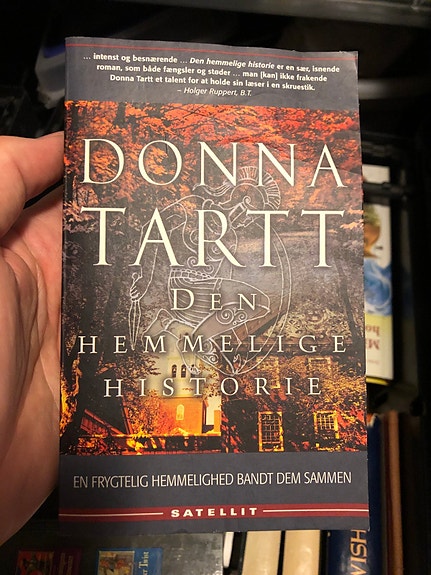 ... intenst og besnærende ... Den hemmelige historie er en sær, isnende
roman, som både fængsler og støder ... man [kan] ikke frakende
Donna Tartt et talent for at holde sin læser i en skruestik.
– Holger Ruppert, B.T.
DONNA
TARTT
DEN
HEMMELIGE
HISTORIE
EN FRYGTELIG HEMMELIGHED BANDT DEM SAMMEN
SATELLIT
VISH
Twist